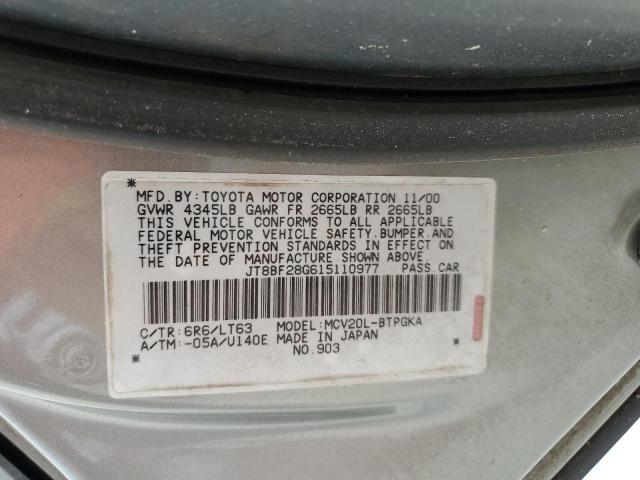 MFD. BY: TOYOTA MOTOR CORPORATION 11/00
GVWR 4345LB GAWR FR 2665LB RR 2665LB
THIS VEHICLE CONFORMS TO ALL APPLICABLE
FEDERAL MOTOR VEHICLE SAFETY, BUMPER, AND
THEFT PREVENTION STANDARDS IN EFFECT ON
THE DATE OF MANUFACTURE SHOWN ABOVE.
JT8BF28G615110977 PASS. CAR
C/TR: 6R6/LT63 MODEL: MCV20L-BTPGKA
A/TM: -05A/U140E MADE IN JAPAN
NO. 903